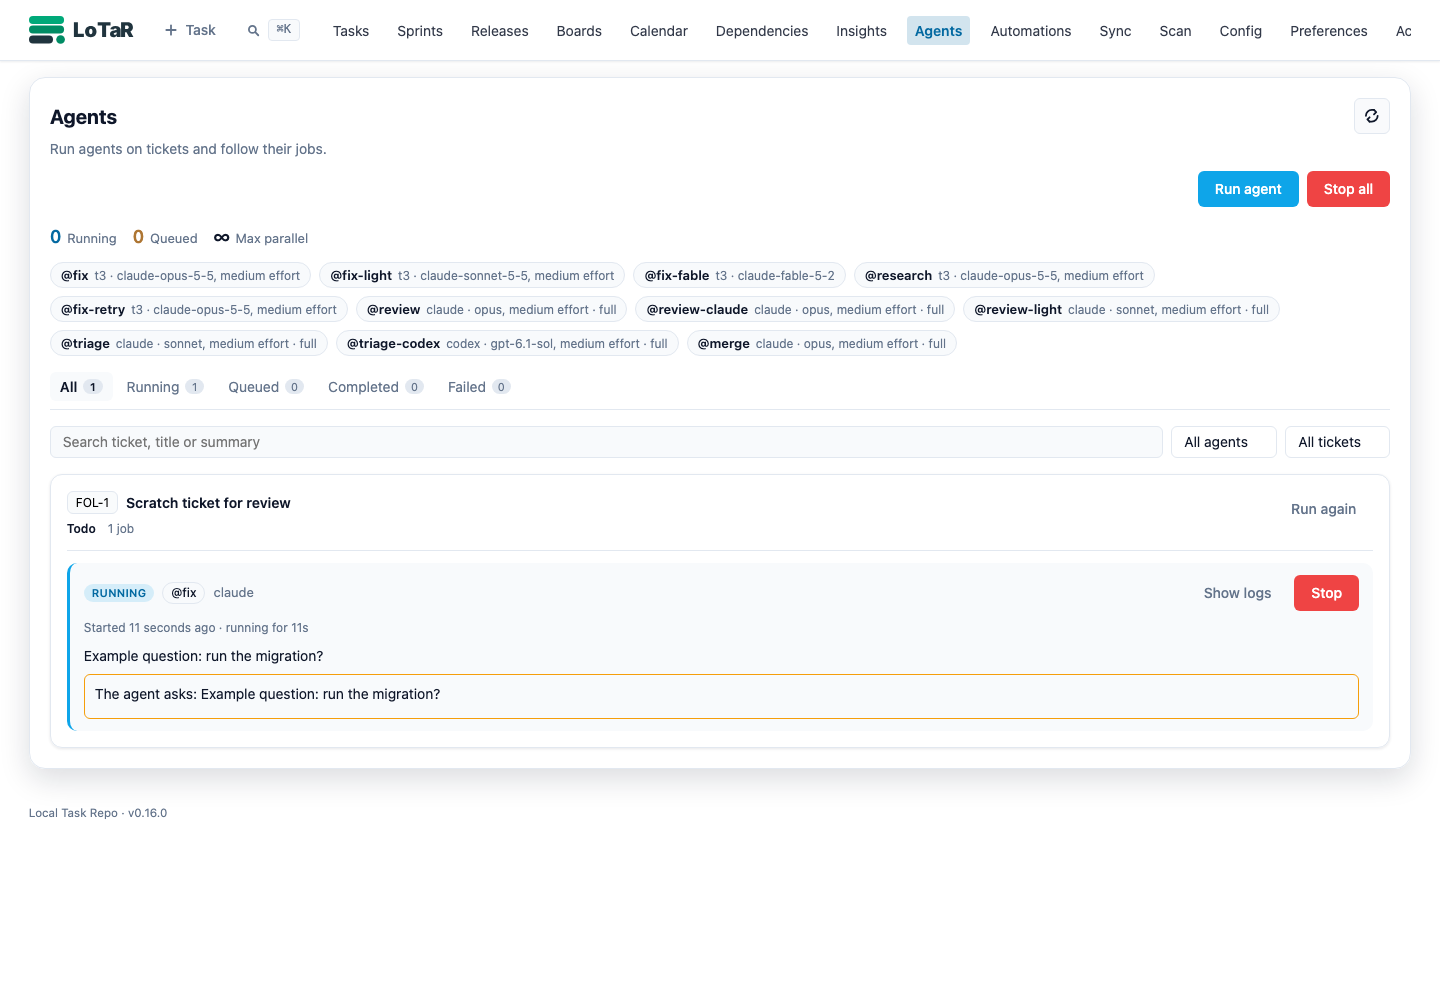 LoTaR + Task ⌘K Tasks Sprints Releases Boards Calendar Dependencies Insights Agents Automations Sync Scan Config Preferences Ac
Agents
Run agents on tickets and follow their jobs.
Run agent Stop all
0 Running 0 Queued ∞ Max parallel
@fix t3 · claude-opus-5-5, medium effort @fix-light t3 · claude-sonnet-5-5, medium effort @fix-fable t3 · claude-fable-5-2 @research t3 · claude-opus-5-5, medium effort
@fix-retry t3 · claude-opus-5-5, medium effort @review claude · opus, medium effort · full @review-claude claude · opus, medium effort · full @review-light claude · sonnet, medium effort · full
@triage claude · sonnet, medium effort · full @triage-codex codex · gpt-6.1-sol, medium effort · full @merge claude · opus, medium effort · full
All 1 Running 1 Queued 0 Completed 0 Failed 0
Search ticket, title or summary All agents All tickets
FOL-1 Scratch ticket for review
Run again
Todo 1 job
RUNNING @fix claude Show logs Stop
Started 11 seconds ago · running for 11s
Example question: run the migration?
The agent asks: Example question: run the migration?
Local Task Repo · v0.16.0